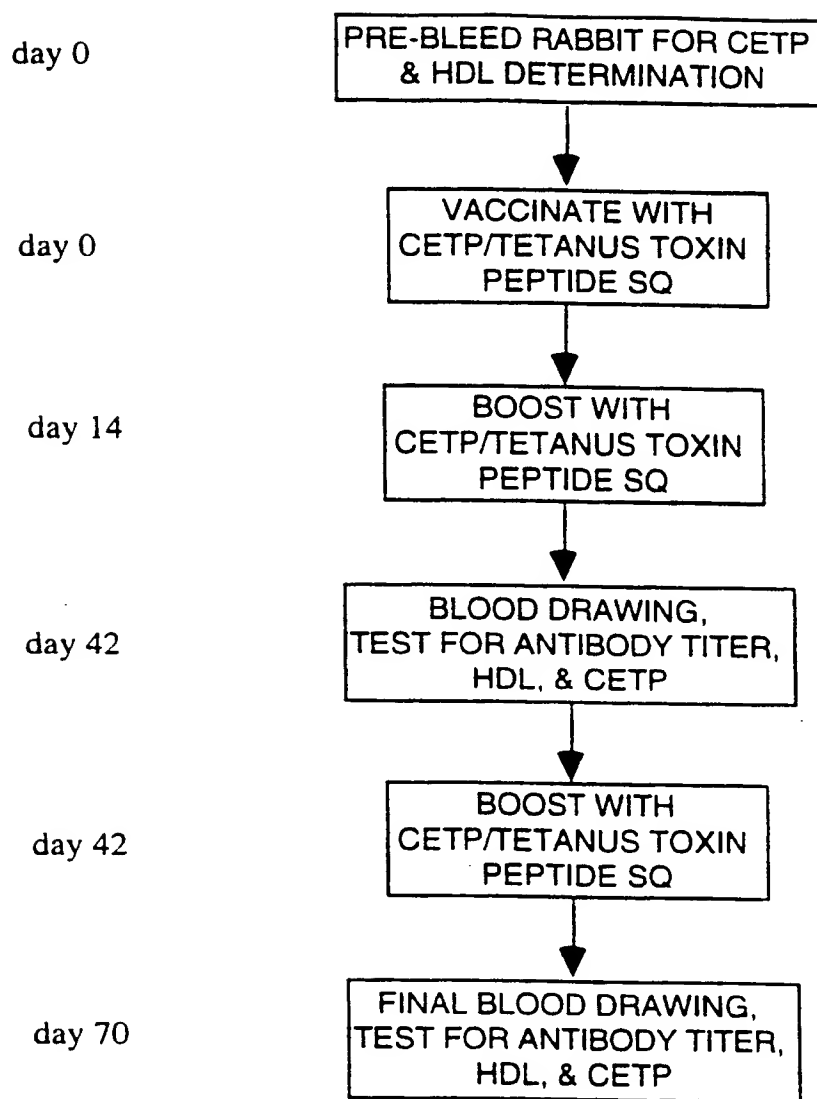 day 0
PRE-BLEED RABBIT FOR CETP
& HDL DETERMINATION
day 0
VACCINATE WITH
CETP/TETANUS TOXIN
PEPTIDE SQ
day 14
BOOST WITH
CETP/TETANUS TOXIN
PEPTIDE SQ
day 42
BLOOD DRAWING,
TEST FOR ANTIBODY TITER,
HDL, & CETP
day 42
BOOST WITH
CETP/TETANUS TOXIN
PEPTIDE SQ
day 70
FINAL BLOOD DRAWING,
TEST FOR ANTIBODY TITER,
HDL, & CETP